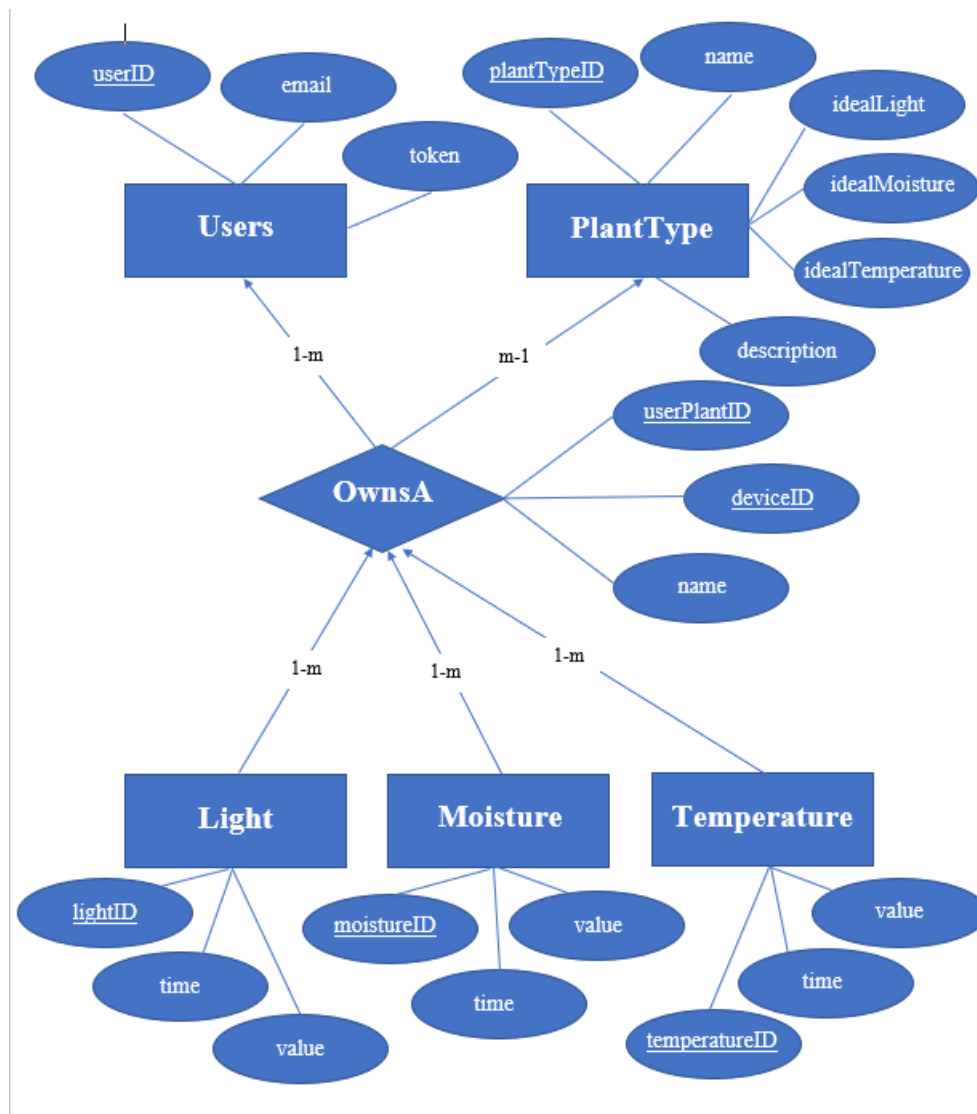 userID
email
token
Users
plantTypeID
name
idealLight
idealMoisture
idealTemperature
PlantType
description
1-m
m-1
OwnsA
userPlantID
deviceID
name
1-m
1-m
1-m
Light
Moisture
Temperature
lightID
time
value
moistureID
value
time
value
time
temperatureID